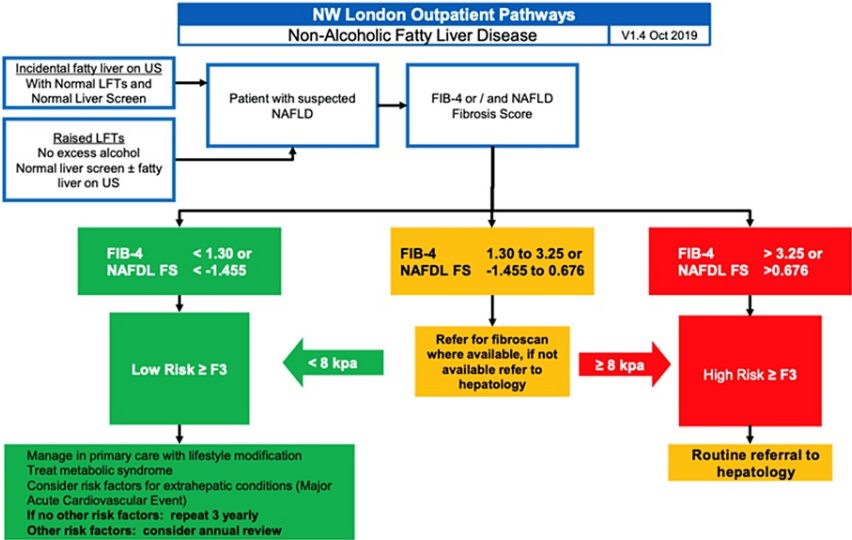 NW London Outpatient Pathways
Non-Alcoholic Fatty Liver Disease
V1.4 Oct 2019
Incidental fatty liver on US
With Normal LFTs and
Normal Liver Screen
Patient with suspected
NAFLD
FIB-4 or / and NAFLD
Fibrosis Score
Raised LFTs
No excess alcohol
Normal liver screen ± fatty
liver on US
FIB-4 < 1.30 or
NAFDL FS < -1.455
FIB-4 1.30 to 3.25 or
NAFDL FS -1.455 to 0.676
FIB-4 > 3.25 or
NAFDL FS >0.676
Low Risk ≥ F3
< 8 kpa
Refer for fibroscan
where available, if not
available refer to
hepatology
≥ 8 kpa
High Risk ≥ F3
Manage in primary care with lifestyle modification
Treat metabolic syndrome
Consider risk factors for extrahepatic conditions (Major
Acute Cardiovascular Event)
If no other risk factors: repeat 3 yearly
Other risk factors: consider annual review
Routine referral to
hepatology